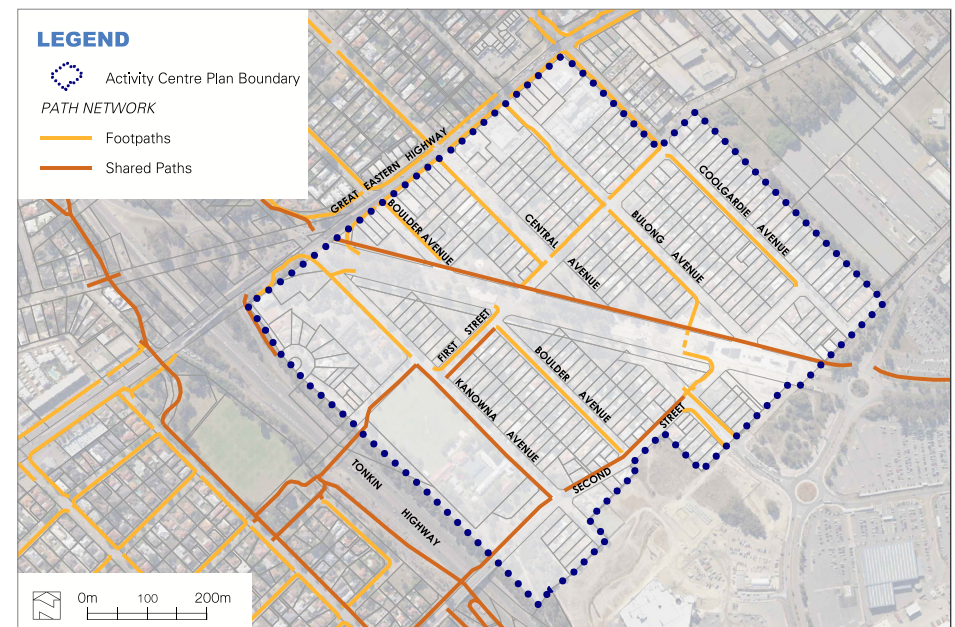 LEGEND
Activity Centre Plan Boundary
PATH NETWORK
Footpaths
Shared Paths
GREAT EASTERN HIGHWAY
BOULDER AVENUE
CENTRAL AVENUE
BULONG AVENUE
COOLGARDIE AVENUE
FIRST STREET
BOULDER AVENUE
KANOWNA AVENUE
SECOND STREET
TONKIN HIGHWAY
0m 100 200m